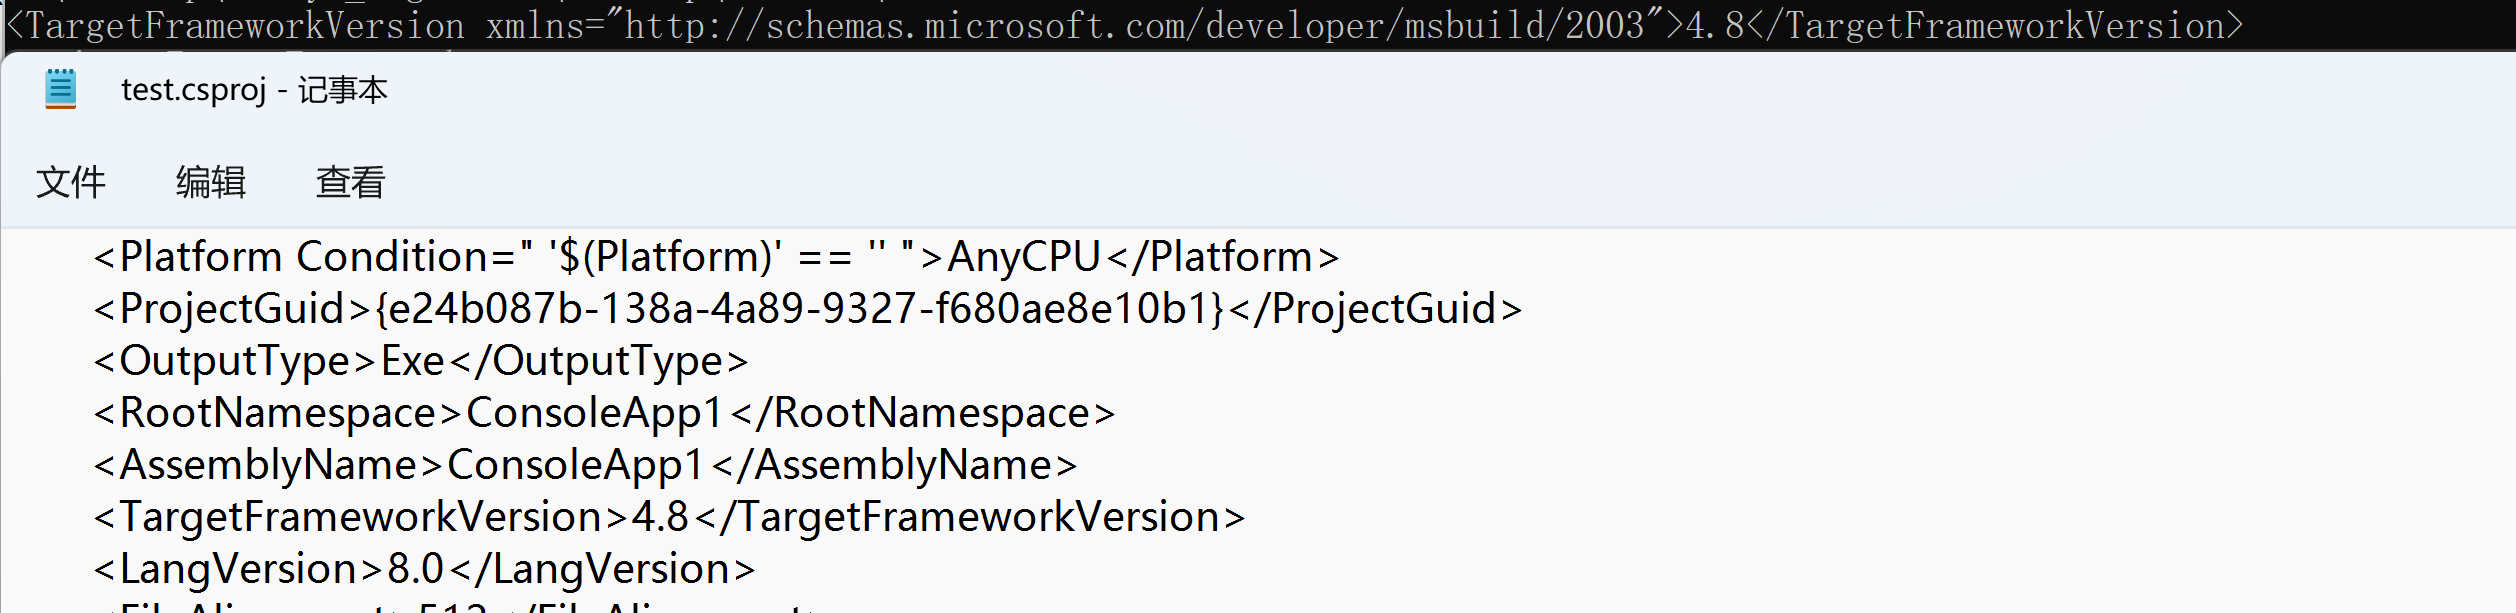 <TargetFrameworkVersion xmlns="http://schemas.microsoft.com/developer/msbuild/2003">4.8</TargetFrameworkVersion>
test.csproj - 记事本
文件 编辑 查看
<Platform Condition=" '$(Platform)' == '' ">AnyCPU</Platform>
<ProjectGuid>{e24b087b-138a-4a89-9327-f680ae8e10b1}</ProjectGuid>
<OutputType>Exe</OutputType>
<RootNamespace>ConsoleApp1</RootNamespace>
<AssemblyName>ConsoleApp1</AssemblyName>
<TargetFrameworkVersion>4.8</TargetFrameworkVersion>
<LangVersion>8.0</LangVersion>